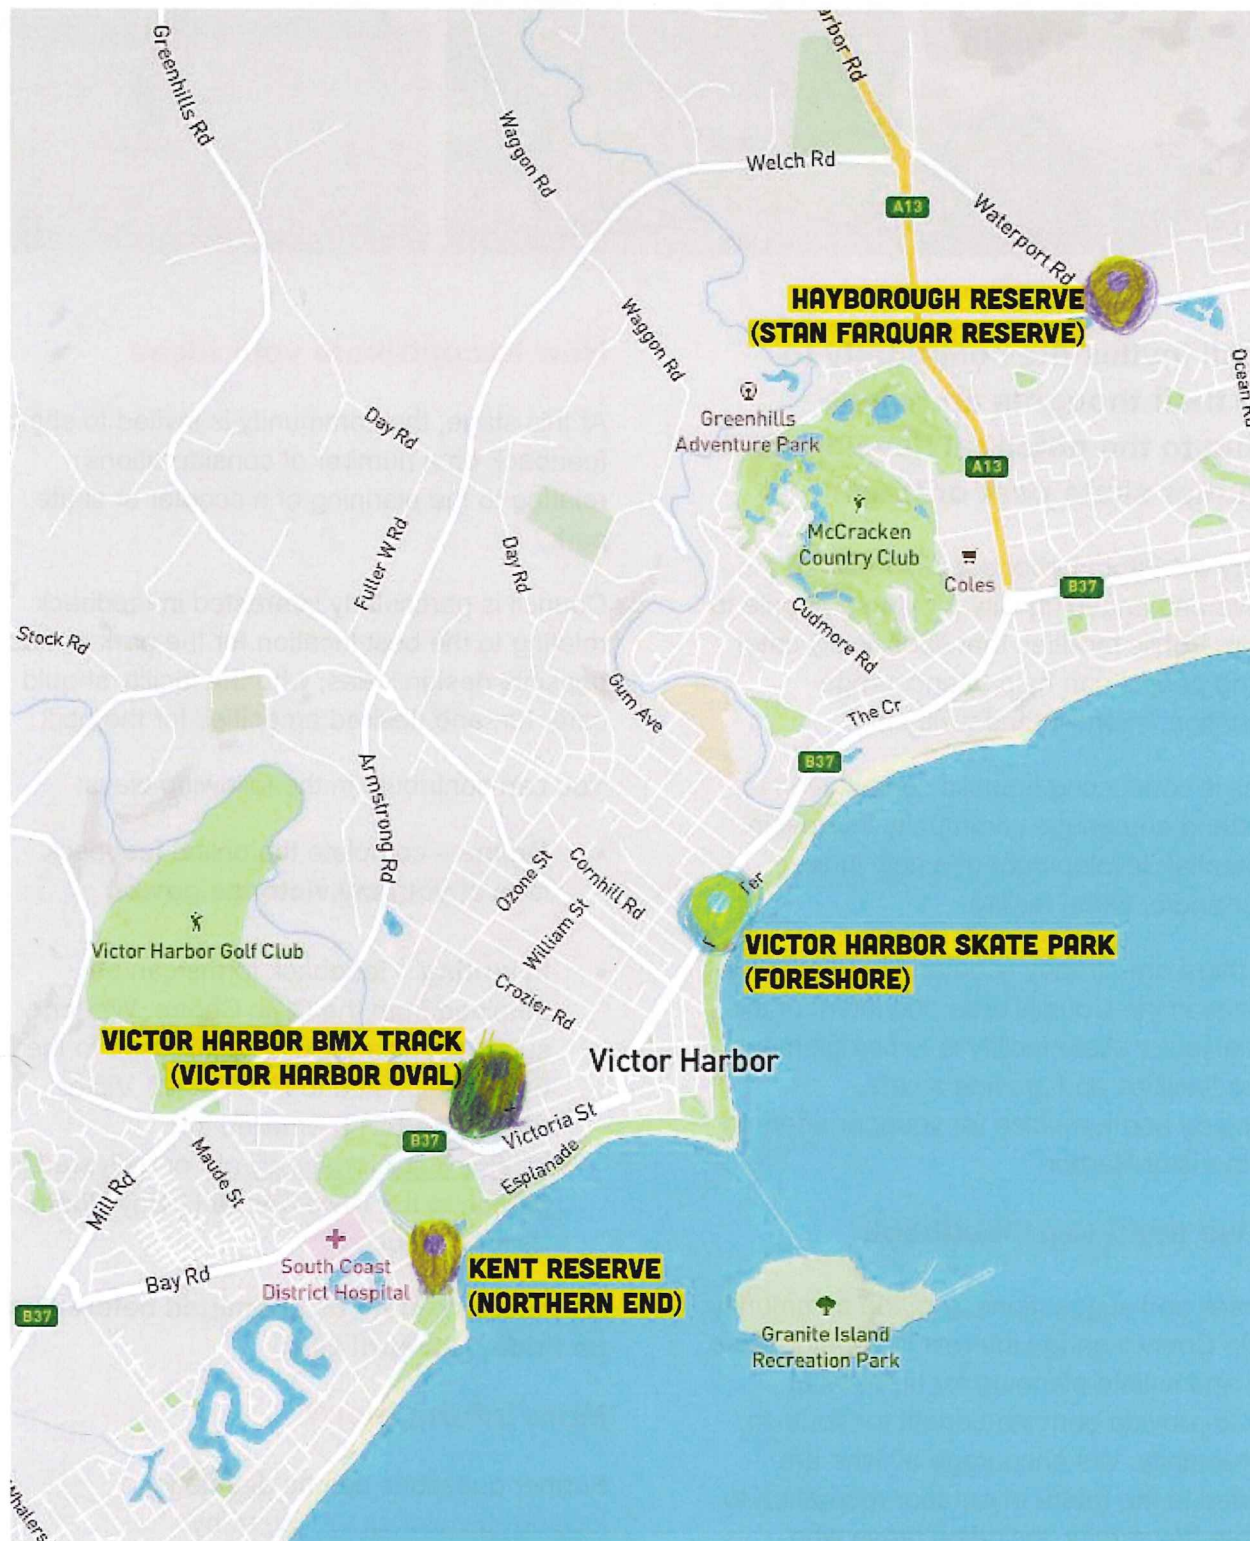 Greenhills Rd
Waggon Rd
Welch Rd
A13
Waterport Rd
HAYBOROUGH RESERVE
(STAN FARQUAR RESERVE)
Waggon Rd
Ocean Rd
Greenhills
Adventure Park
Day Rd
A13
McCracken
Country Club
Coles
B37
Fuller W Rd
Day Rd
Cudmore Rd
Stock Rd
Gum Ave
The Cr
B37
Armstrong Rd
Ozone St
Cornhill Rd
William St
Ter
Victor Harbor Golf Club
VICTOR HARBOR SKATE PARK
(FORESHORE)
Crozier Rd
VICTOR HARBOR BMX TRACK
(VICTOR HARBOR OVAL)
Victor Harbor
Victoria St
B37
Esplanade
Maude St
Mill Rd
South Coast
District Hospital
Bay Rd
KENT RESERVE
(NORTHERN END)
B37
Granite Island
Recreation Park
Whalers